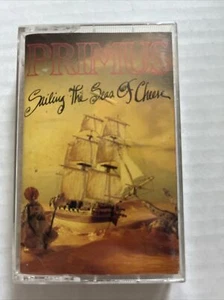 PRIMUS
Sailing The Seas Of Cheese